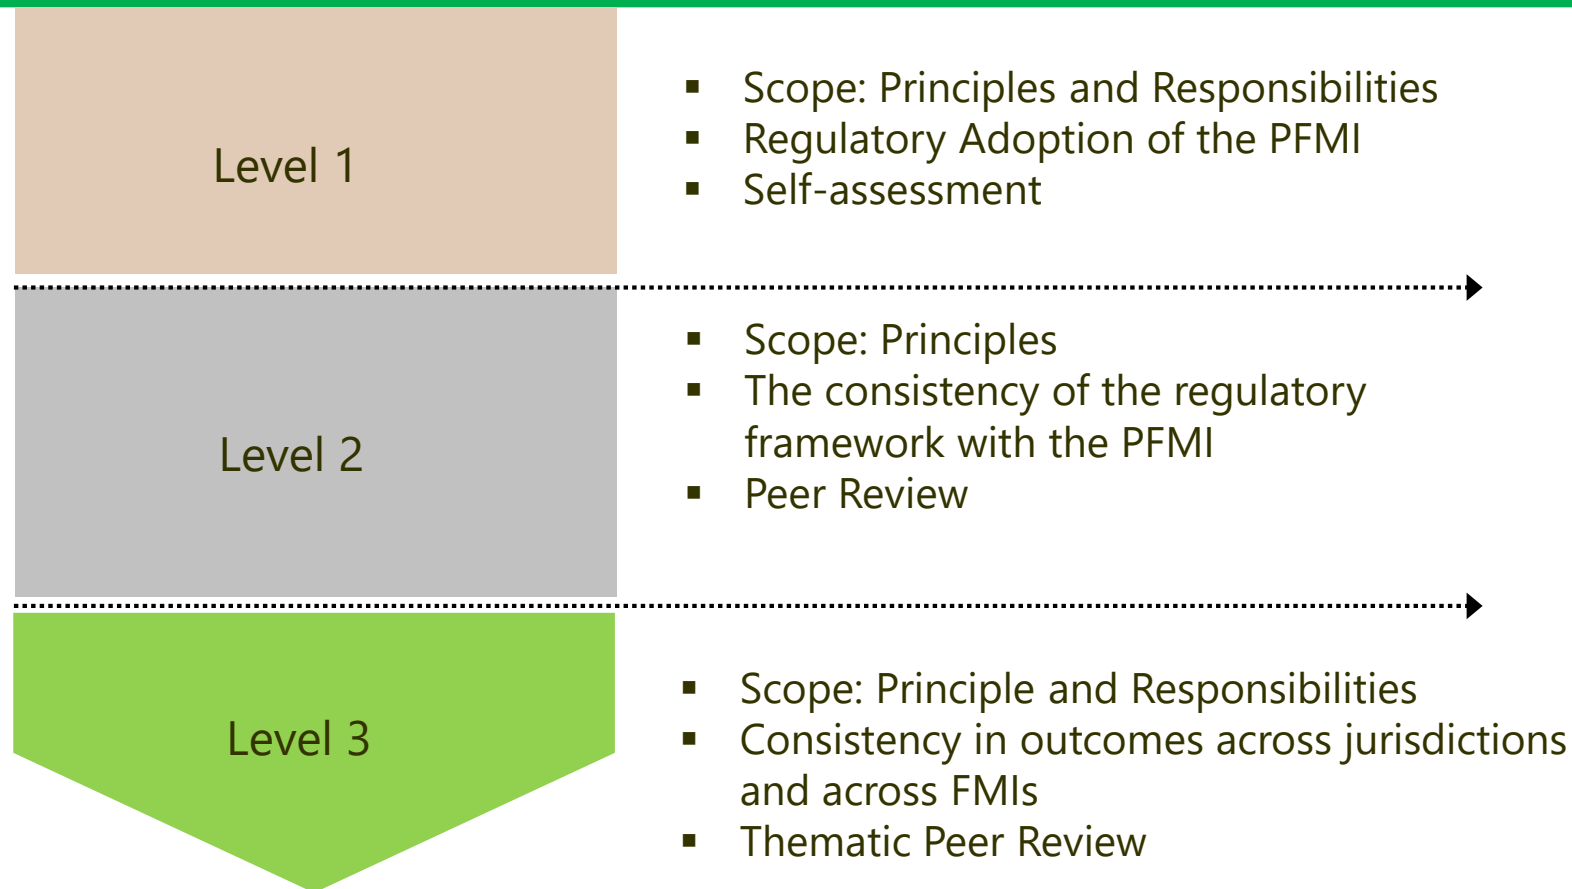 Level 1
▪ Scope: Principles and Responsibilities
▪ Regulatory Adoption of the PFMI
▪ Self-assessment
Level 2
▪ Scope: Principles
▪ The consistency of the regulatory
framework with the PFMI
▪ Peer Review
Level 3
▪ Scope: Principle and Responsibilities
▪ Consistency in outcomes across jurisdictions
and across FMIs
▪ Thematic Peer Review